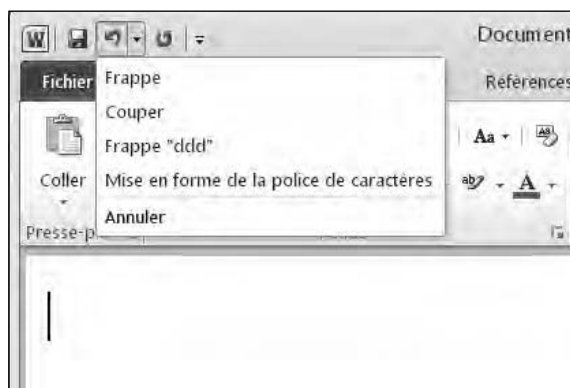 W
Document
Fichier
Références
Frappe
Couper
Frappe "ddd"
Mise en forme de la police de caractères
Annuler
Coller
Presse-p
Aa
ab
A